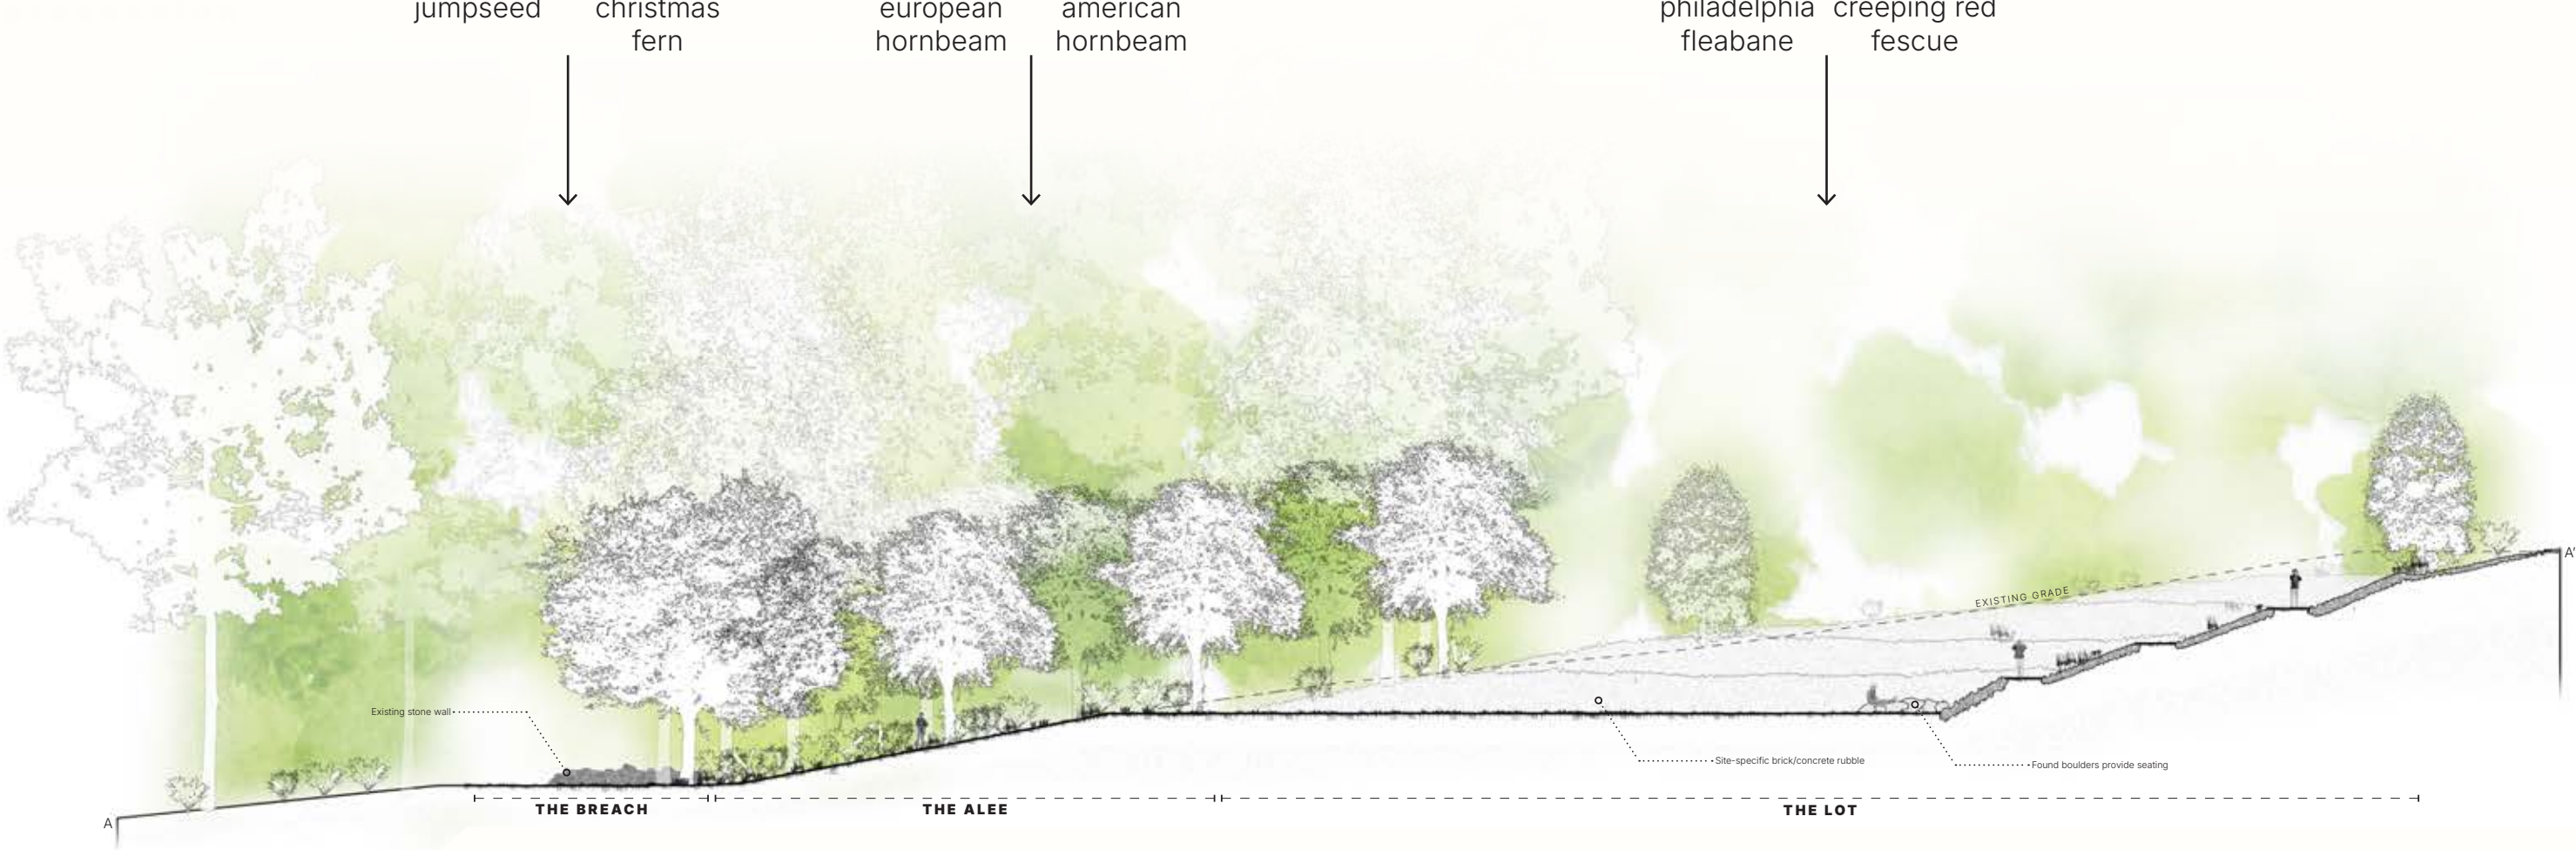 jumpseed
christmas
fern
european
hornbeam
american
hornbeam
philadelphia
fleabane
creeping red
fescue
EXISTING GRADE
A'
Existing stone wall
Site-specific brick/concrete rubble
Found boulders provide seating
THE BREACH
THE ALEE
THE LOT
A